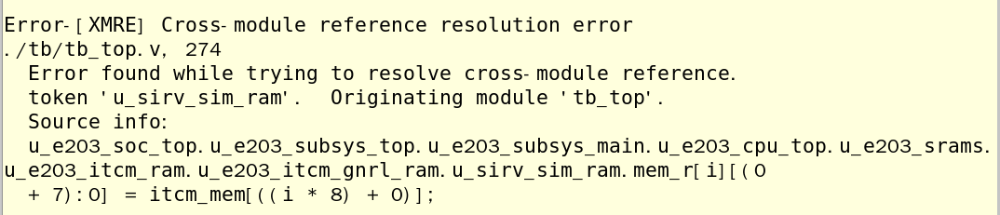 Error-[XMRE] Cross-module reference resolution error
./tb/tb_top.v, 274
Error found while trying to resolve cross-module reference.
token 'u_sirv_sim_ram'.  Originating module 'tb_top'.
Source info:
u_e203_soc_top.u_e203_subsys_top.u_e203_subsys_main.u_e203_cpu_top.u_e203_srams.
u_e203_itcm_ram.u_e203_itcm_gnrl_ram.u_sirv_sim_ram.mem_r[i][(0
+ 7):0] = itcm_mem[((i * 8) + 0)];